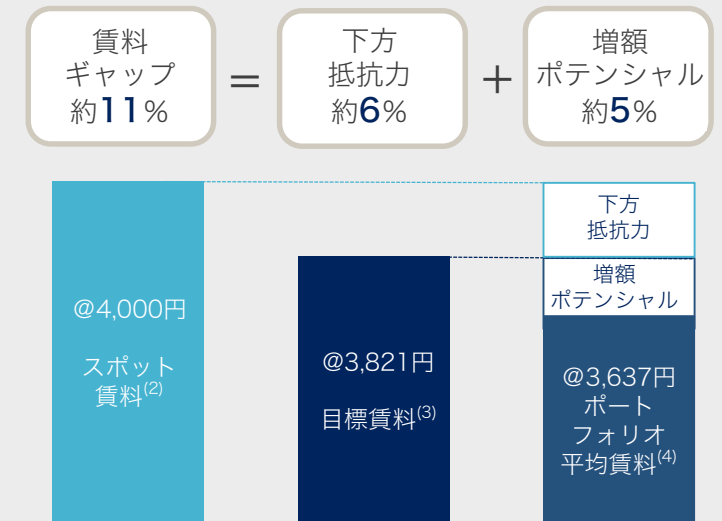 賃料
ギャップ
約11%
=
下方
抵抗力
約6%
+
増額
ポテンシャル
約5%
下方
抵抗力
増額
ポテンシャル
@4,000円
スポット
賃料(2)
@3,821円
目標賃料(3)
@3,637円
ポート
フォリオ
平均賃料(4)